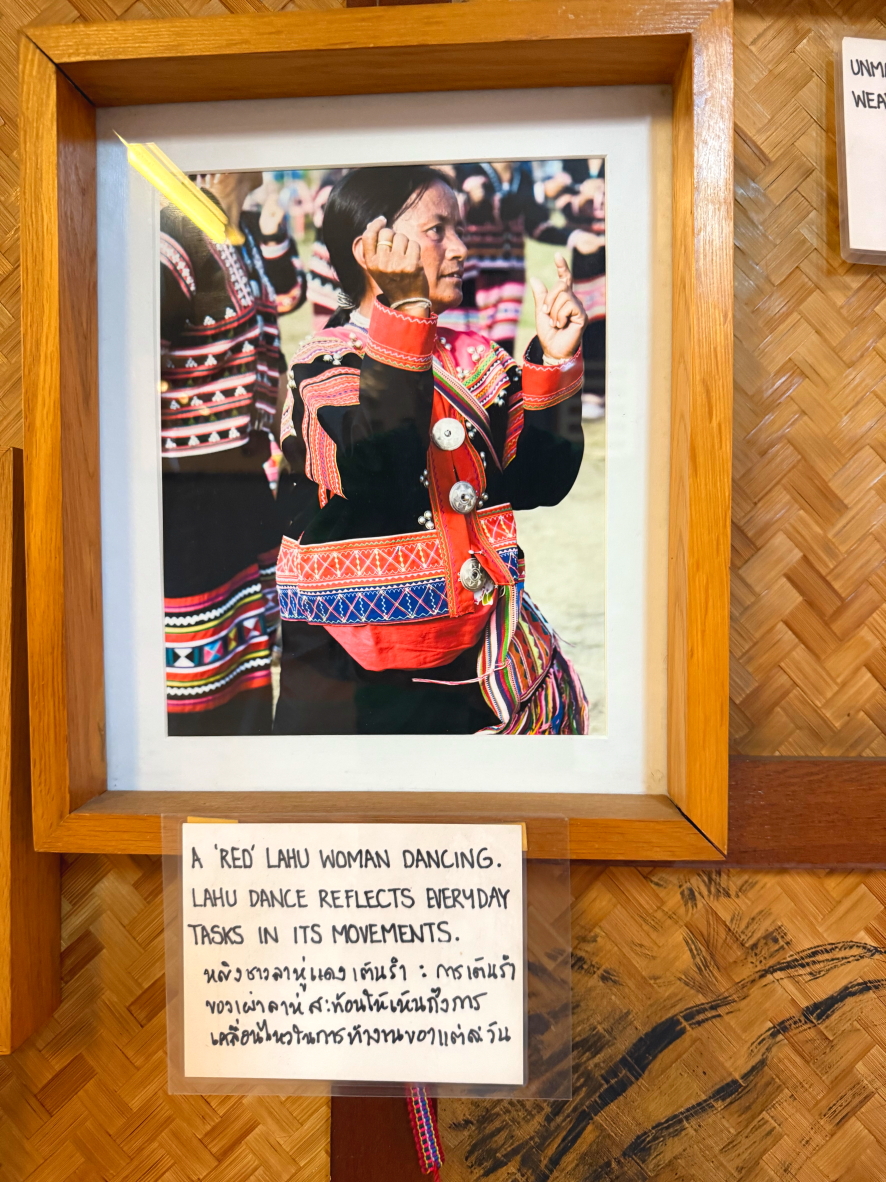 UNMA
WEA
A 'RED' LAHU WOMAN DANCING.
LAHU DANCE REFLECTS EVERYDAY
TASKS IN ITS MOVEMENTS.
หญิงชาวลาหู่แดงเต้นรำ : การเต้นรำ
ของเผ่าลาหู่ สะท้อนให้เห็นถึงการ
เคลื่อนไหวในการทำงานของแต่ละวัน